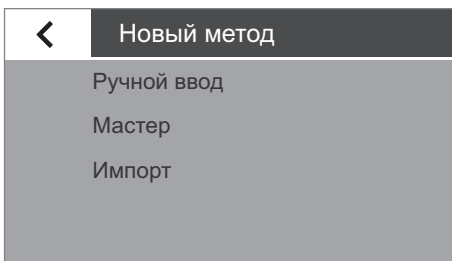 Новый метод
Ручной ввод
Мастер
Импорт